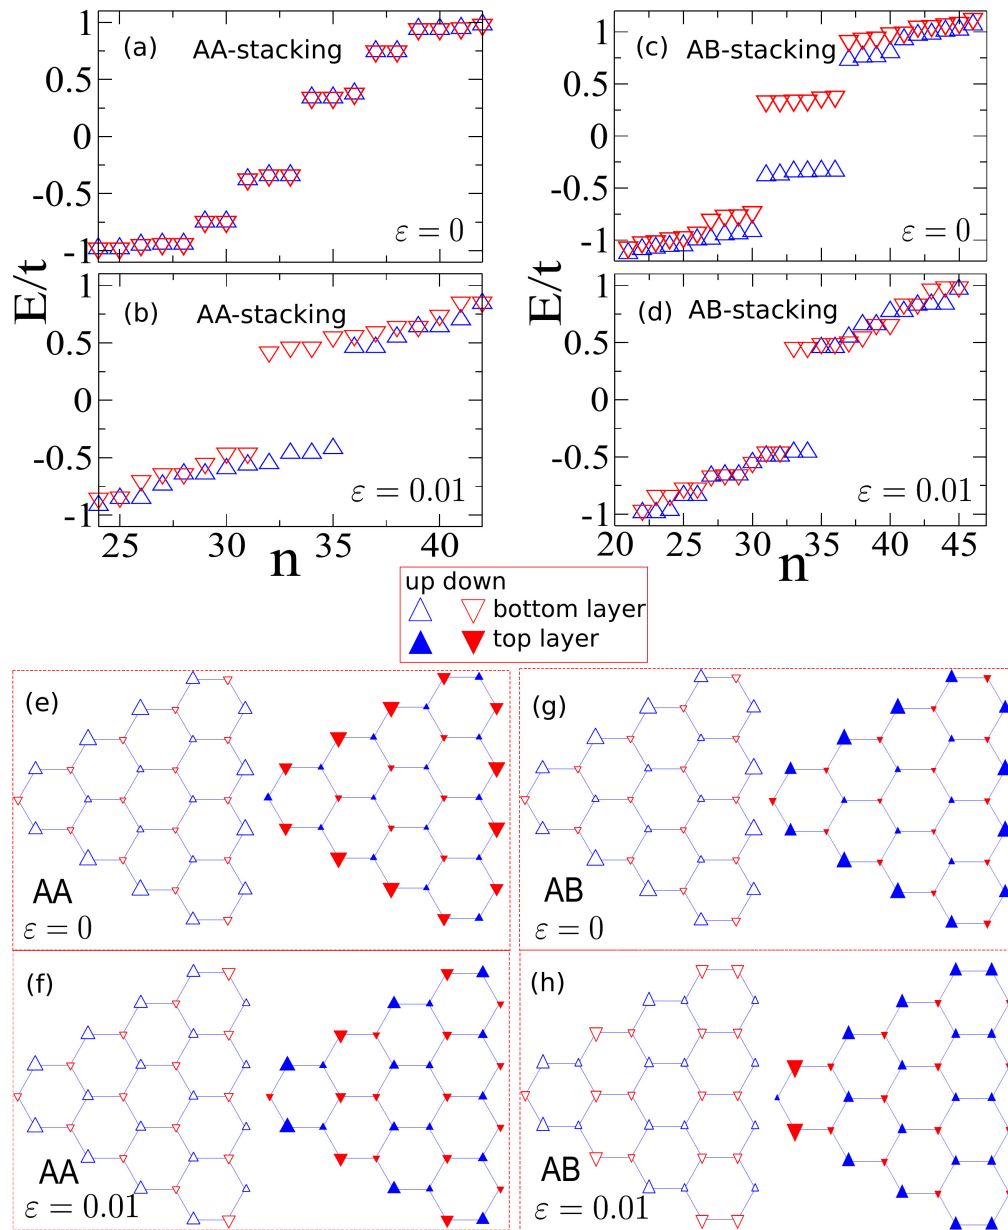 (a) AA-stacking
1
0.5
0
-0.5
-1
ε = 0
(c) AB-stacking
1
0.5
0
-0.5
-1
ε = 0
E/t
E/t
(b) AA-stacking
1
0.5
0
-0.5
-1
ε = 0.01
25 30 35 40
n
(d) AB-stacking
1
0.5
0
-0.5
-1
ε = 0.01
20 25 30 35 40 45
n
up down
bottom layer
top layer
(e)
AA
ε = 0
(g)
AB
ε = 0
(f)
AA
ε = 0.01
(h)
AB
ε = 0.01